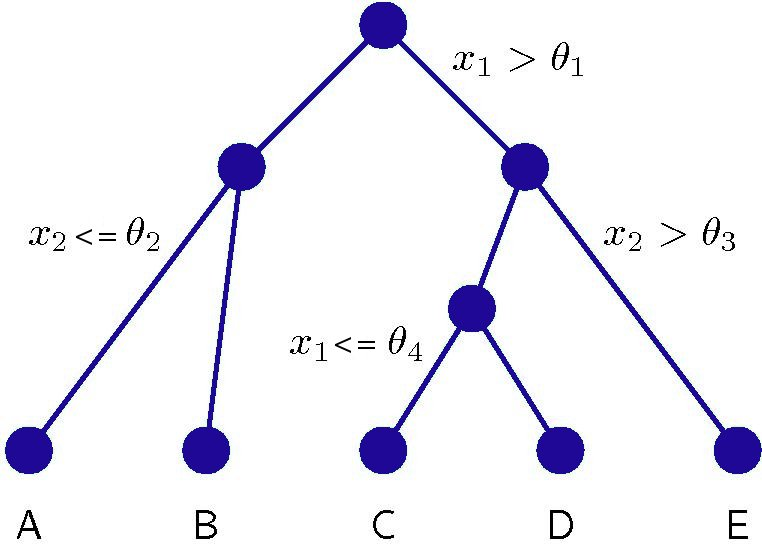 x₁ > θ₁
x₂ <= θ₂
x₂ > θ₃
x₁ <= θ₄
A B C D E